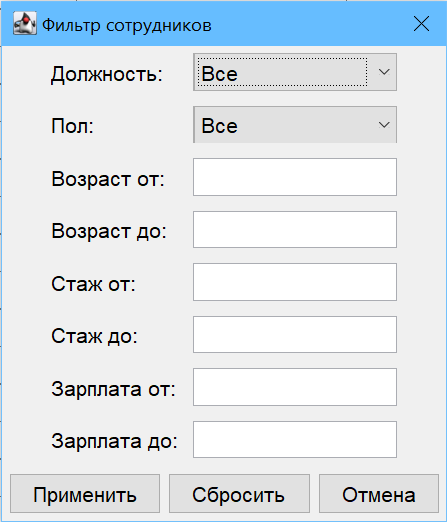 Фильтр сотрудников
Должность: Все
Пол: Все
Возраст от:
Возраст до:
Стаж от:
Стаж до:
Зарплата от:
Зарплата до:
Применить Сбросить Отмена